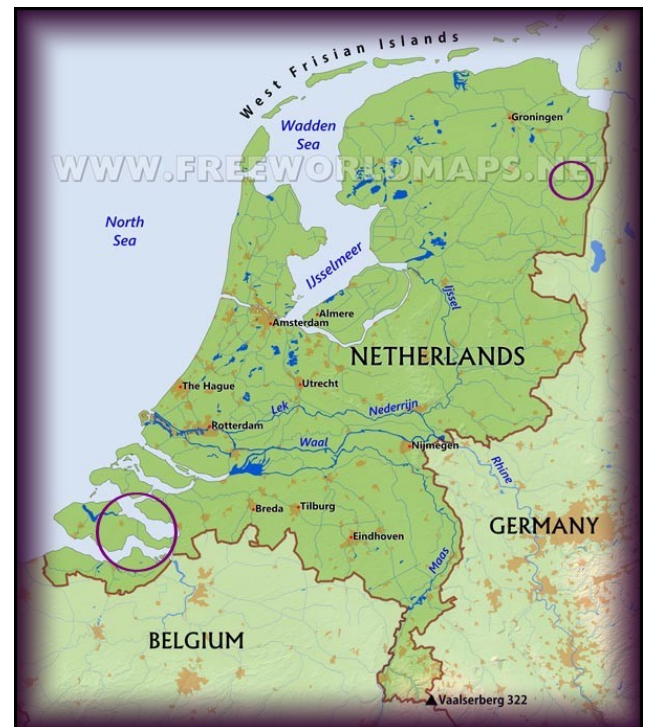 West Frisian Islands
Groningen
Wadden
Sea
WWW.FREEWORLDMAPS.NET
North
Sea
IJsselmeer
Ijssel
Almere
Amsterdam
NETHERLANDS
The Hague
Utrecht
Lek
Nederrijn
Rotterdam
Waal
Nijmegen
Rhine
Breda
Tilburg
GERMANY
Eindhoven
Maas
BELGIUM
Vaalserberg 322